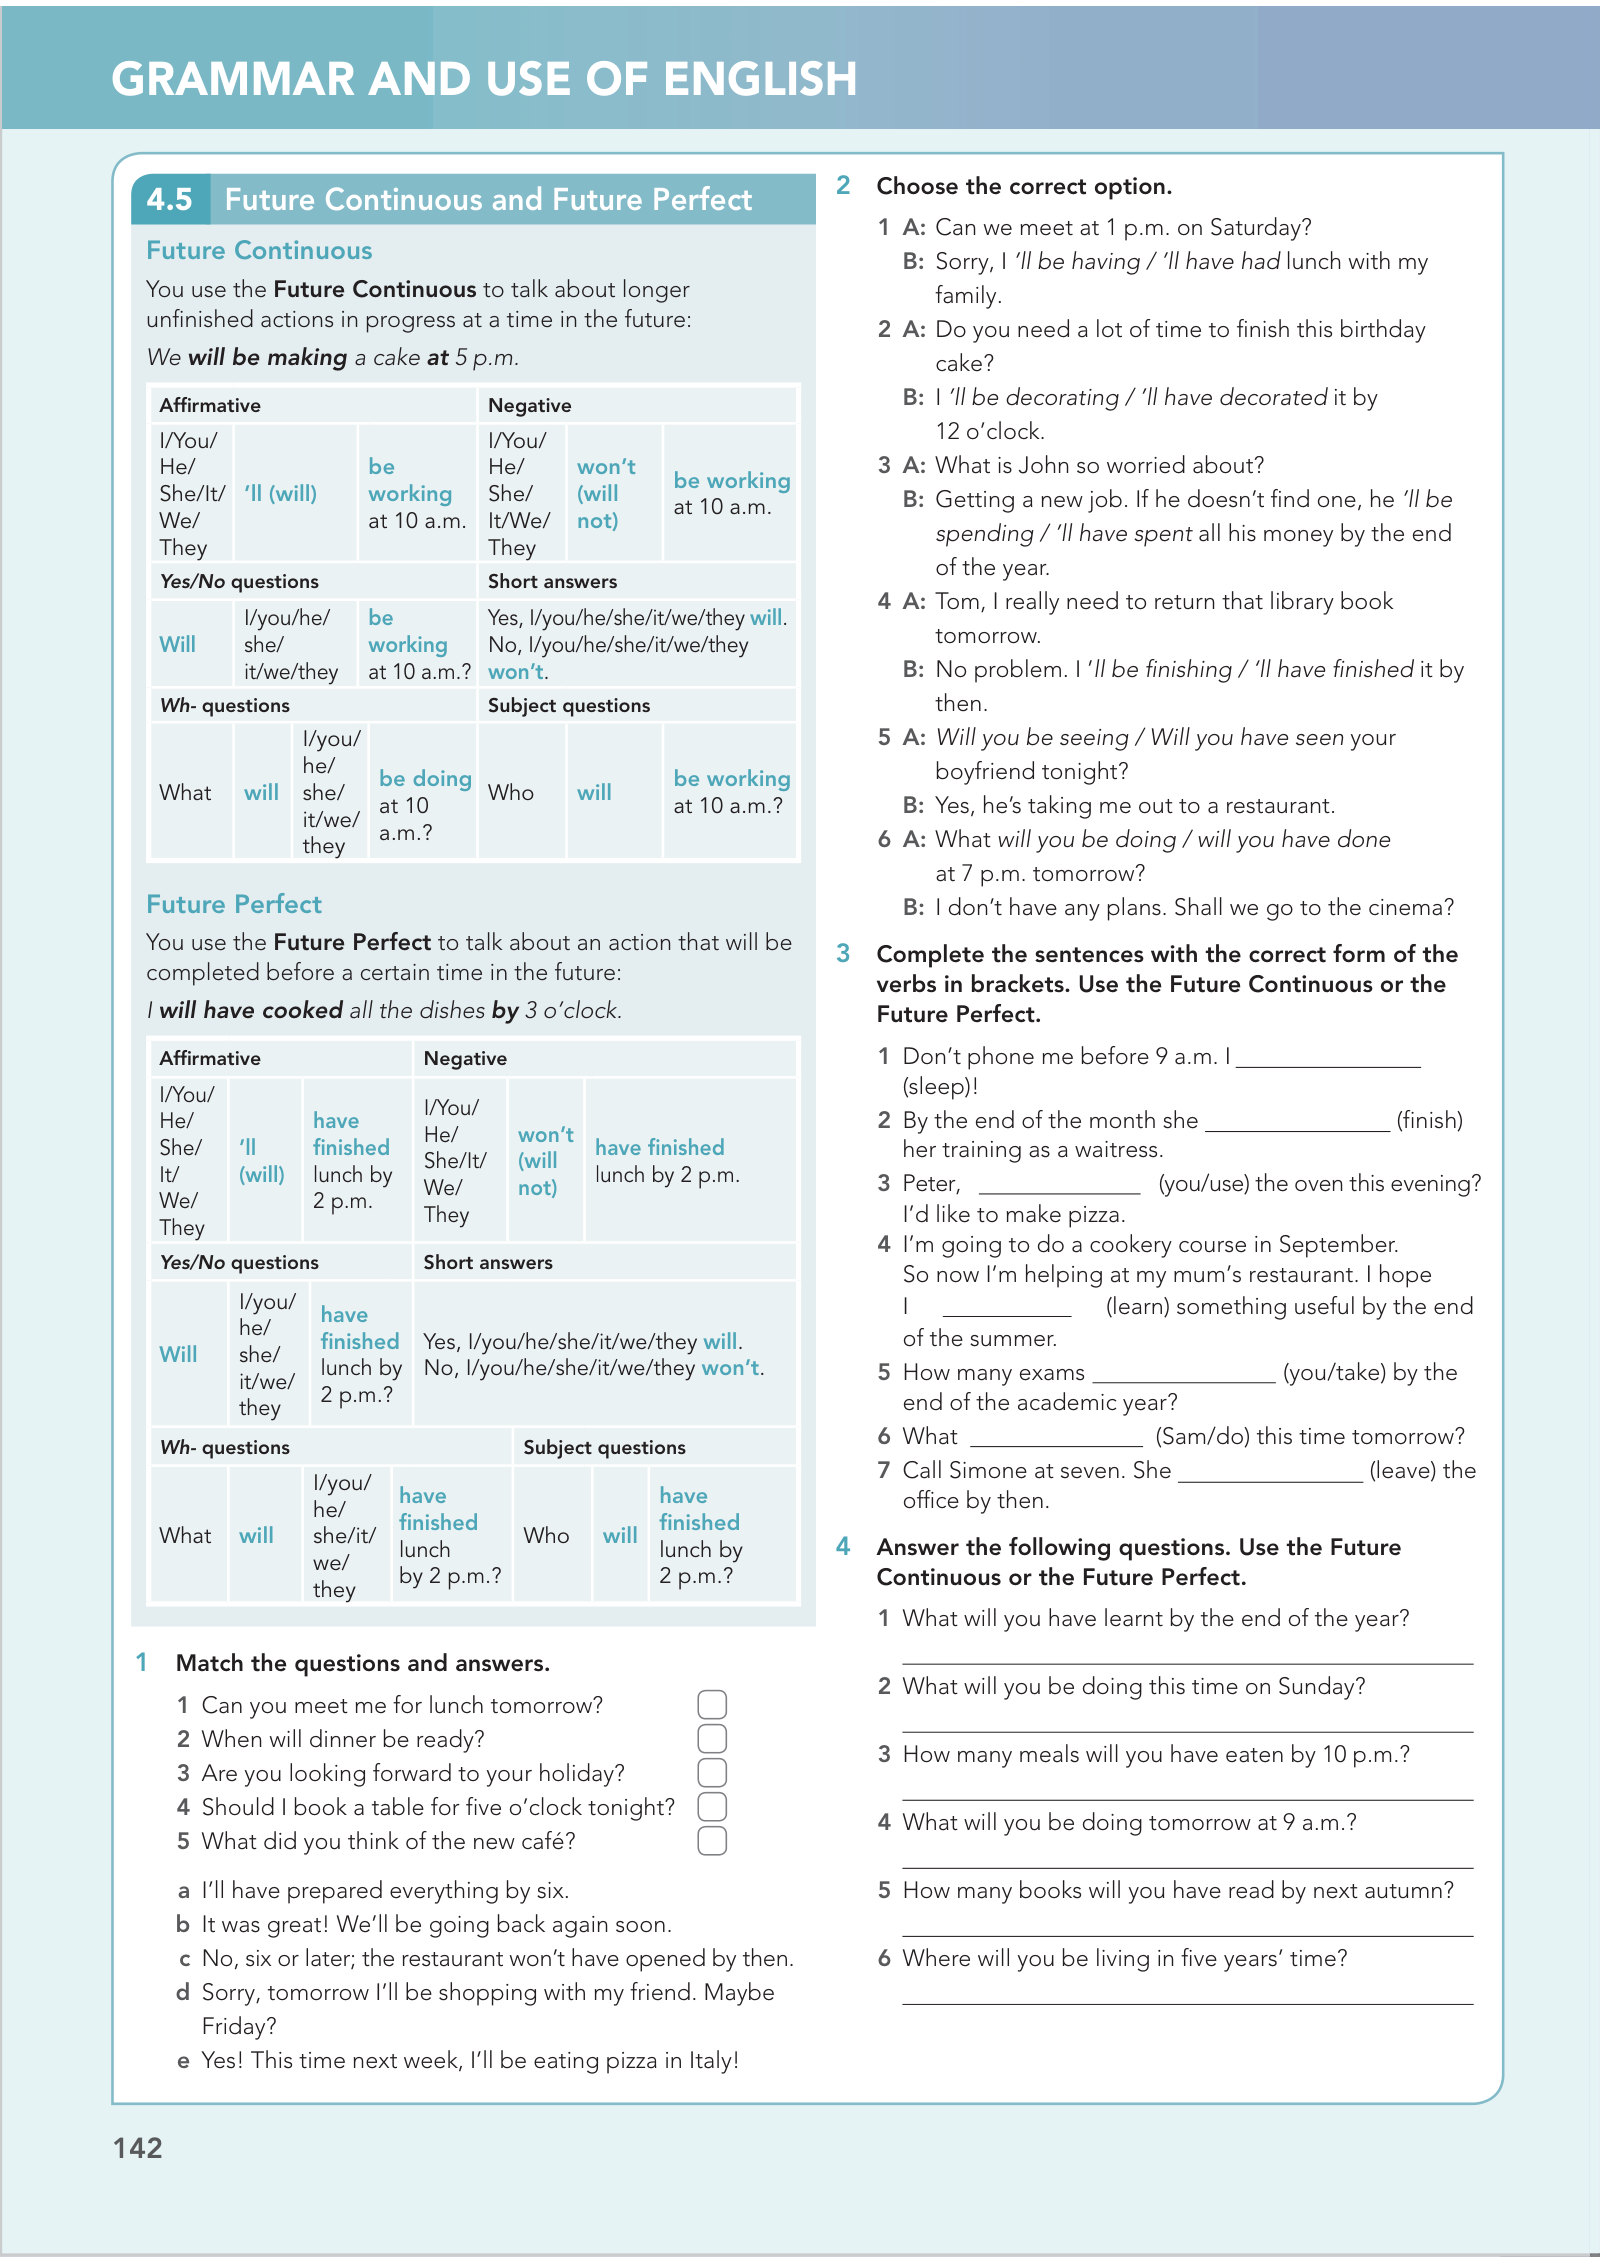 GRAMMAR AND USE OF ENGLISH
4.5 Future Continuous and Future Perfect
Future Continuous
You use the Future Continuous to talk about longer
unfinished actions in progress at a time in the future:
We will be making a cake at 5 p.m.
Affirmative Negative
I/You/
He/
She/It/
We/
They
’ll (will)
be
working
at 10 a.m.
I/You/
He/
She/
It/We/
They
won’t
(will
not)
be working
at 10 a.m.
Yes/No questions Short answers
Will
I/you/he/
she/
it/we/they
be
working
at 10 a.m.?
Yes, I/you/he/she/it/we/they will.
No, I/you/he/she/it/we/they
won’t.
Wh- questions Subject questions
What
will
I/you/
he/
she/
it/we/
they
be doing
at 10
a.m.?
Who
will
be working
at 10 a.m.?
Future Perfect
You use the Future Perfect to talk about an action that will be
completed before a certain time in the future:
I will have cooked all the dishes by 3 o’clock.
Affirmative Negative
I/You/
He/
She/
It/
We/
They
’ll
(will)
have
finished
lunch by
2 p.m.
I/You/
He/
She/It/
We/
They
won’t
(will
not)
have finished
lunch by 2 p.m.
Yes/No questions Short answers
Will
I/you/
he/
she/
it/we/
they
have
finished
lunch by
2 p.m.?
Yes, I/you/he/she/it/we/they will.
No, I/you/he/she/it/we/they won’t.
Wh- questions Subject questions
What
will
I/you/
he/
she/it/
we/
they
have
finished
lunch
by 2 p.m.?
Who
will
have
finished
lunch by
2 p.m.?
1 Match the questions and answers.
1 Can you meet me for lunch tomorrow?
2 When will dinner be ready?
3 Are you looking forward to your holiday?
4 Should I book a table for five o’clock tonight?
5 What did you think of the new café?
a I’ll have prepared everything by six.
b It was great! We’ll be going back again soon.
c No, six or later; the restaurant won’t have opened by then.
d Sorry, tomorrow I’ll be shopping with my friend. Maybe
Friday?
e Yes! This time next week, I’ll be eating pizza in Italy!
2 Choose the correct option.
1 A: Can we meet at 1 p.m. on Saturday?
B: Sorry, I ’ll be having / ’ll have had lunch with my
family.
2 A: Do you need a lot of time to finish this birthday
cake?
B: I ’ll be decorating / ’ll have decorated it by
12 o’clock.
3 A: What is John so worried about?
B: Getting a new job. If he doesn’t find one, he ’ll be
spending / ’ll have spent all his money by the end
of the year.
4 A: Tom, I really need to return that library book
tomorrow.
B: No problem. I ’ll be finishing / ’ll have finished it by
then.
5 A: Will you be seeing / Will you have seen your
boyfriend tonight?
B: Yes, he’s taking me out to a restaurant.
6 A: What will you be doing / will you have done
at 7 p.m. tomorrow?
B: I don’t have any plans. Shall we go to the cinema?
3 Complete the sentences with the correct form of the
verbs in brackets. Use the Future Continuous or the
Future Perfect.
1 Don’t phone me before 9 a.m. I ______________
(sleep)!
2 By the end of the month she ______________ (finish)
her training as a waitress.
3 Peter, ____________ (you/use) the oven this evening?
I’d like to make pizza.
4 I’m going to do a cookery course in September.
So now I’m helping at my mum’s restaurant. I hope
I __________ (learn) something useful by the end
of the summer.
5 How many exams ______________ (you/take) by the
end of the academic year?
6 What _____________ (Sam/do) this time tomorrow?
7 Call Simone at seven. She ______________ (leave) the
office by then.
4 Answer the following questions. Use the Future
Continuous or the Future Perfect.
1 What will you have learnt by the end of the year?
2 What will you be doing this time on Sunday?
3 How many meals will you have eaten by 10 p.m.?
4 What will you be doing tomorrow at 9 a.m.?
5 How many books will you have read by next autumn?
6 Where will you be living in five years‘ time?
142